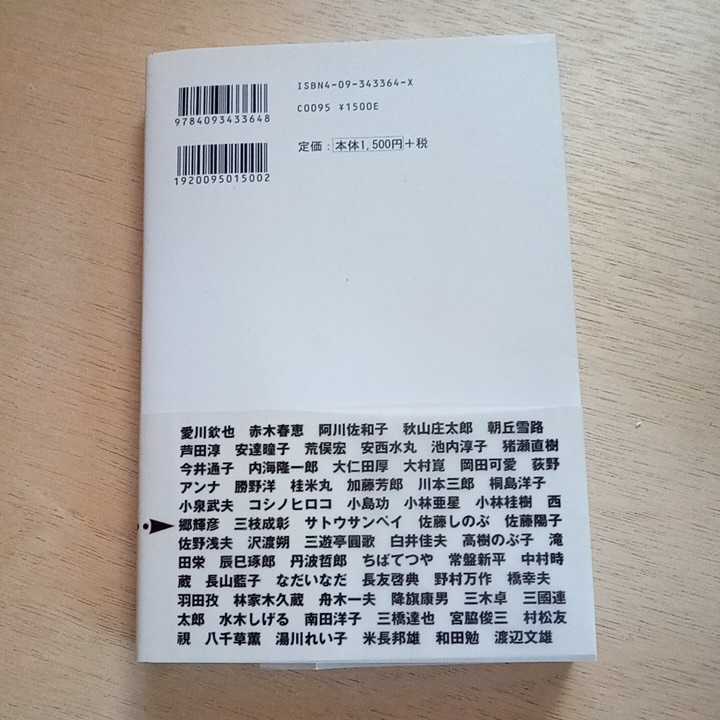 ISBN4-09-343364-X
9784093433648
C0095 ¥1500E
定価：本体1,500円＋税
1920095015002
愛川欽也 赤木春恵 阿川佐和子 秋山庄太郎 朝丘雪路
芦田淳 安達瞳子 荒俣宏 安西水丸 池内淳子 猪瀬直樹
今井通子 内海隆一郎 大仁田厚 大村崑 岡田可愛 荻野
アンナ 勝野洋 桂米丸 加藤芳郎 川本三郎 桐島洋子
小泉武夫 コシノヒロコ 小島功 小林亜星 小林桂樹 西
郷輝彦 三枝成彰 サトウサンペイ 佐藤しのぶ 佐藤陽子
佐野浅夫 沢渡朔 三遊亭圓歌 白井佳夫 高樹のぶ子 滝
田栄 辰巳琢郎 丹波哲郎 ちばてつや 常盤新平 中村時
蔵 長山藍子 なだいなだ 長友啓典 野村万作 橋幸夫
羽田孜 林家木久蔵 舟木一夫 降旗康男 三木卓 三國連
太郎 水木しげる 南田洋子 三橋達也 宮脇俊三 村松友
視 八千草薫 湯川れい子 米長邦雄 和田勉 渡辺文雄